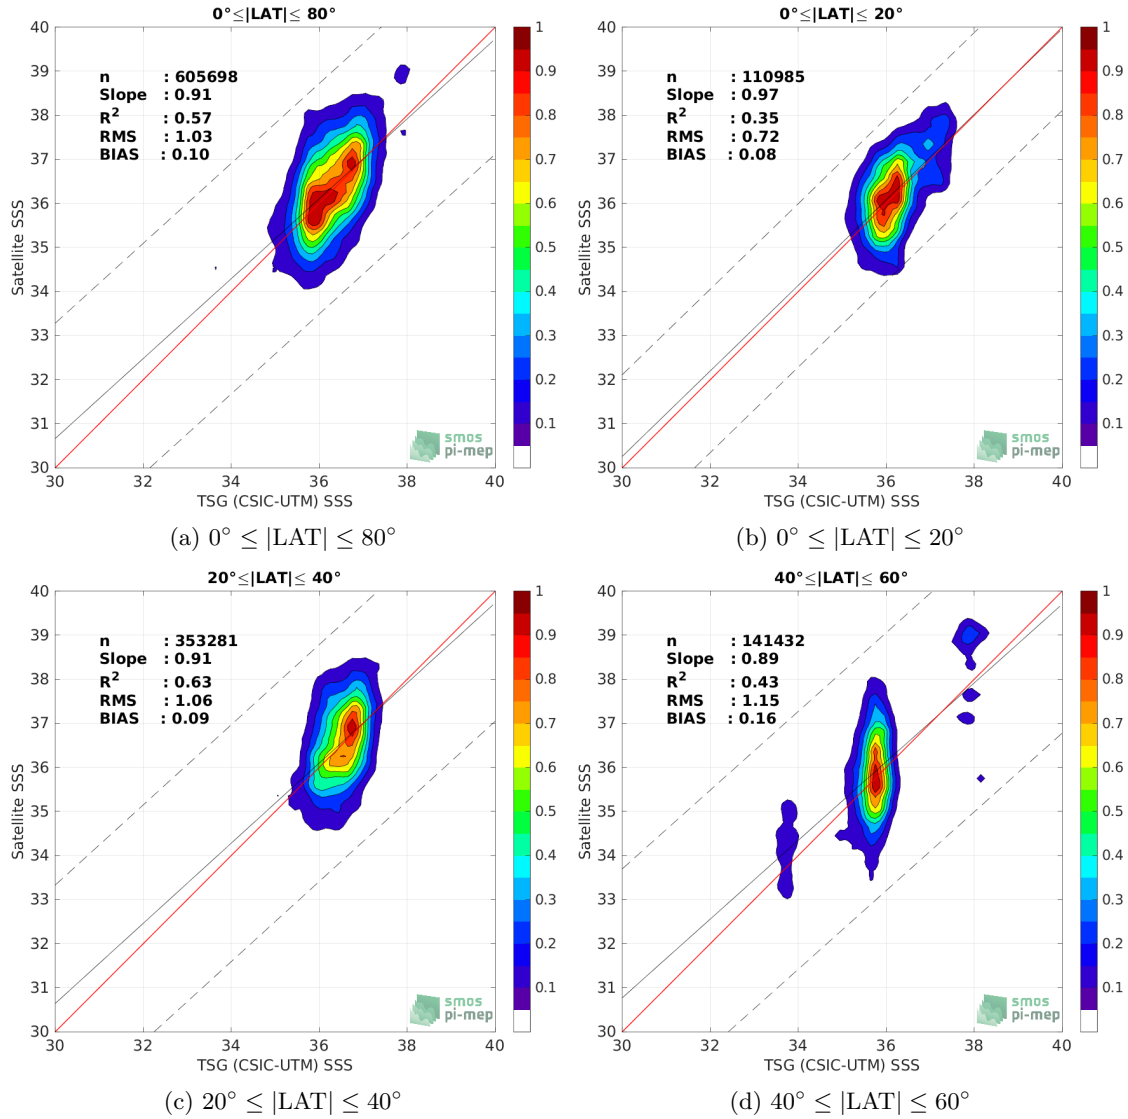 0°≤|LAT|≤ 80°
n : 605698
Slope : 0.91
R² : 0.57
RMS : 1.03
BIAS : 0.10
Satellite SSS
40
39
38
37
36
35
34
33
32
31
30
30 32 34 36 38 40
TSG (CSIC-UTM) SSS
1
0.9
0.8
0.7
0.6
0.5
0.4
0.3
0.2
0.1
smos
pi-mep
(a) 0° ≤ |LAT| ≤ 80°
0°≤|LAT|≤ 20°
n : 110985
Slope : 0.97
R² : 0.35
RMS : 0.72
BIAS : 0.08
Satellite SSS
40
39
38
37
36
35
34
33
32
31
30
30 32 34 36 38 40
TSG (CSIC-UTM) SSS
1
0.9
0.8
0.7
0.6
0.5
0.4
0.3
0.2
0.1
smos
pi-mep
(b) 0° ≤ |LAT| ≤ 20°
20°≤|LAT|≤ 40°
n : 353281
Slope : 0.91
R² : 0.63
RMS : 1.06
BIAS : 0.09
Satellite SSS
40
39
38
37
36
35
34
33
32
31
30
30 32 34 36 38 40
TSG (CSIC-UTM) SSS
1
0.9
0.8
0.7
0.6
0.5
0.4
0.3
0.2
0.1
smos
pi-mep
(c) 20° ≤ |LAT| ≤ 40°
40°≤|LAT|≤ 60°
n : 141432
Slope : 0.89
R² : 0.43
RMS : 1.15
BIAS : 0.16
Satellite SSS
40
39
38
37
36
35
34
33
32
31
30
30 32 34 36 38 40
TSG (CSIC-UTM) SSS
1
0.9
0.8
0.7
0.6
0.5
0.4
0.3
0.2
0.1
smos
pi-mep
(d) 40° ≤ |LAT| ≤ 60°